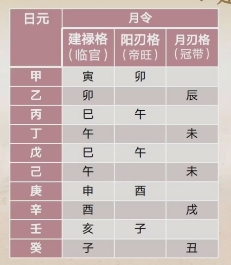 日元 月令
建禄格 阳刃格 月刃格
(临官) (帝旺) (冠带)
甲 寅 卯
乙 卯 辰
丙 巳 午
丁 午 未
戊 巳 午
己 午 未
庚 申 酉
辛 酉 戌
壬 亥 子
癸 子 丑